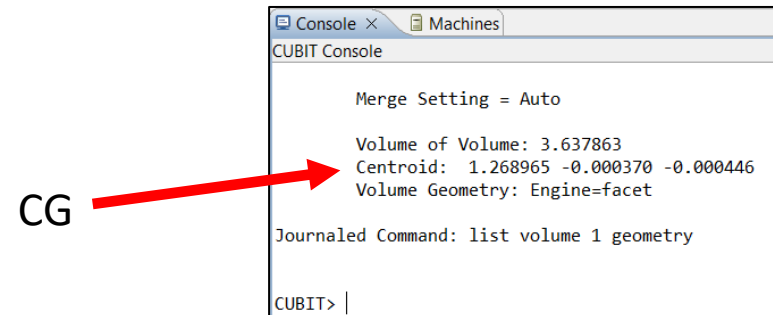 Console × Machines
CUBIT Console
Merge Setting = Auto
Volume of Volume: 3.637863
Centroid: 1.268965 -0.000370 -0.000446
Volume Geometry: Engine=facet
CG
Journaled Command: list volume 1 geometry
CUBIT>